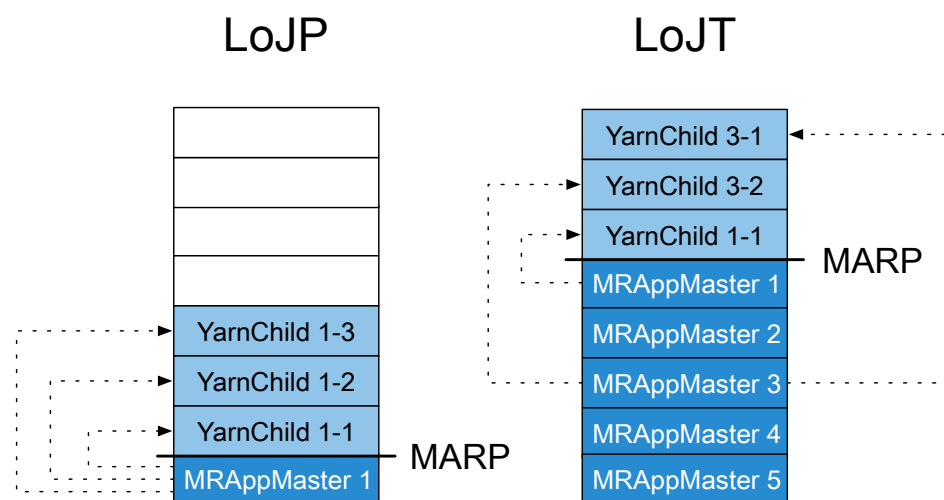 LoJP
YarnChild 1-3
YarnChild 1-2
YarnChild 1-1
MARP
MRAppMaster 1
LoJT
YarnChild 3-1
YarnChild 3-2
YarnChild 1-1
MARP
MRAppMaster 1
MRAppMaster 2
MRAppMaster 3
MRAppMaster 4
MRAppMaster 5